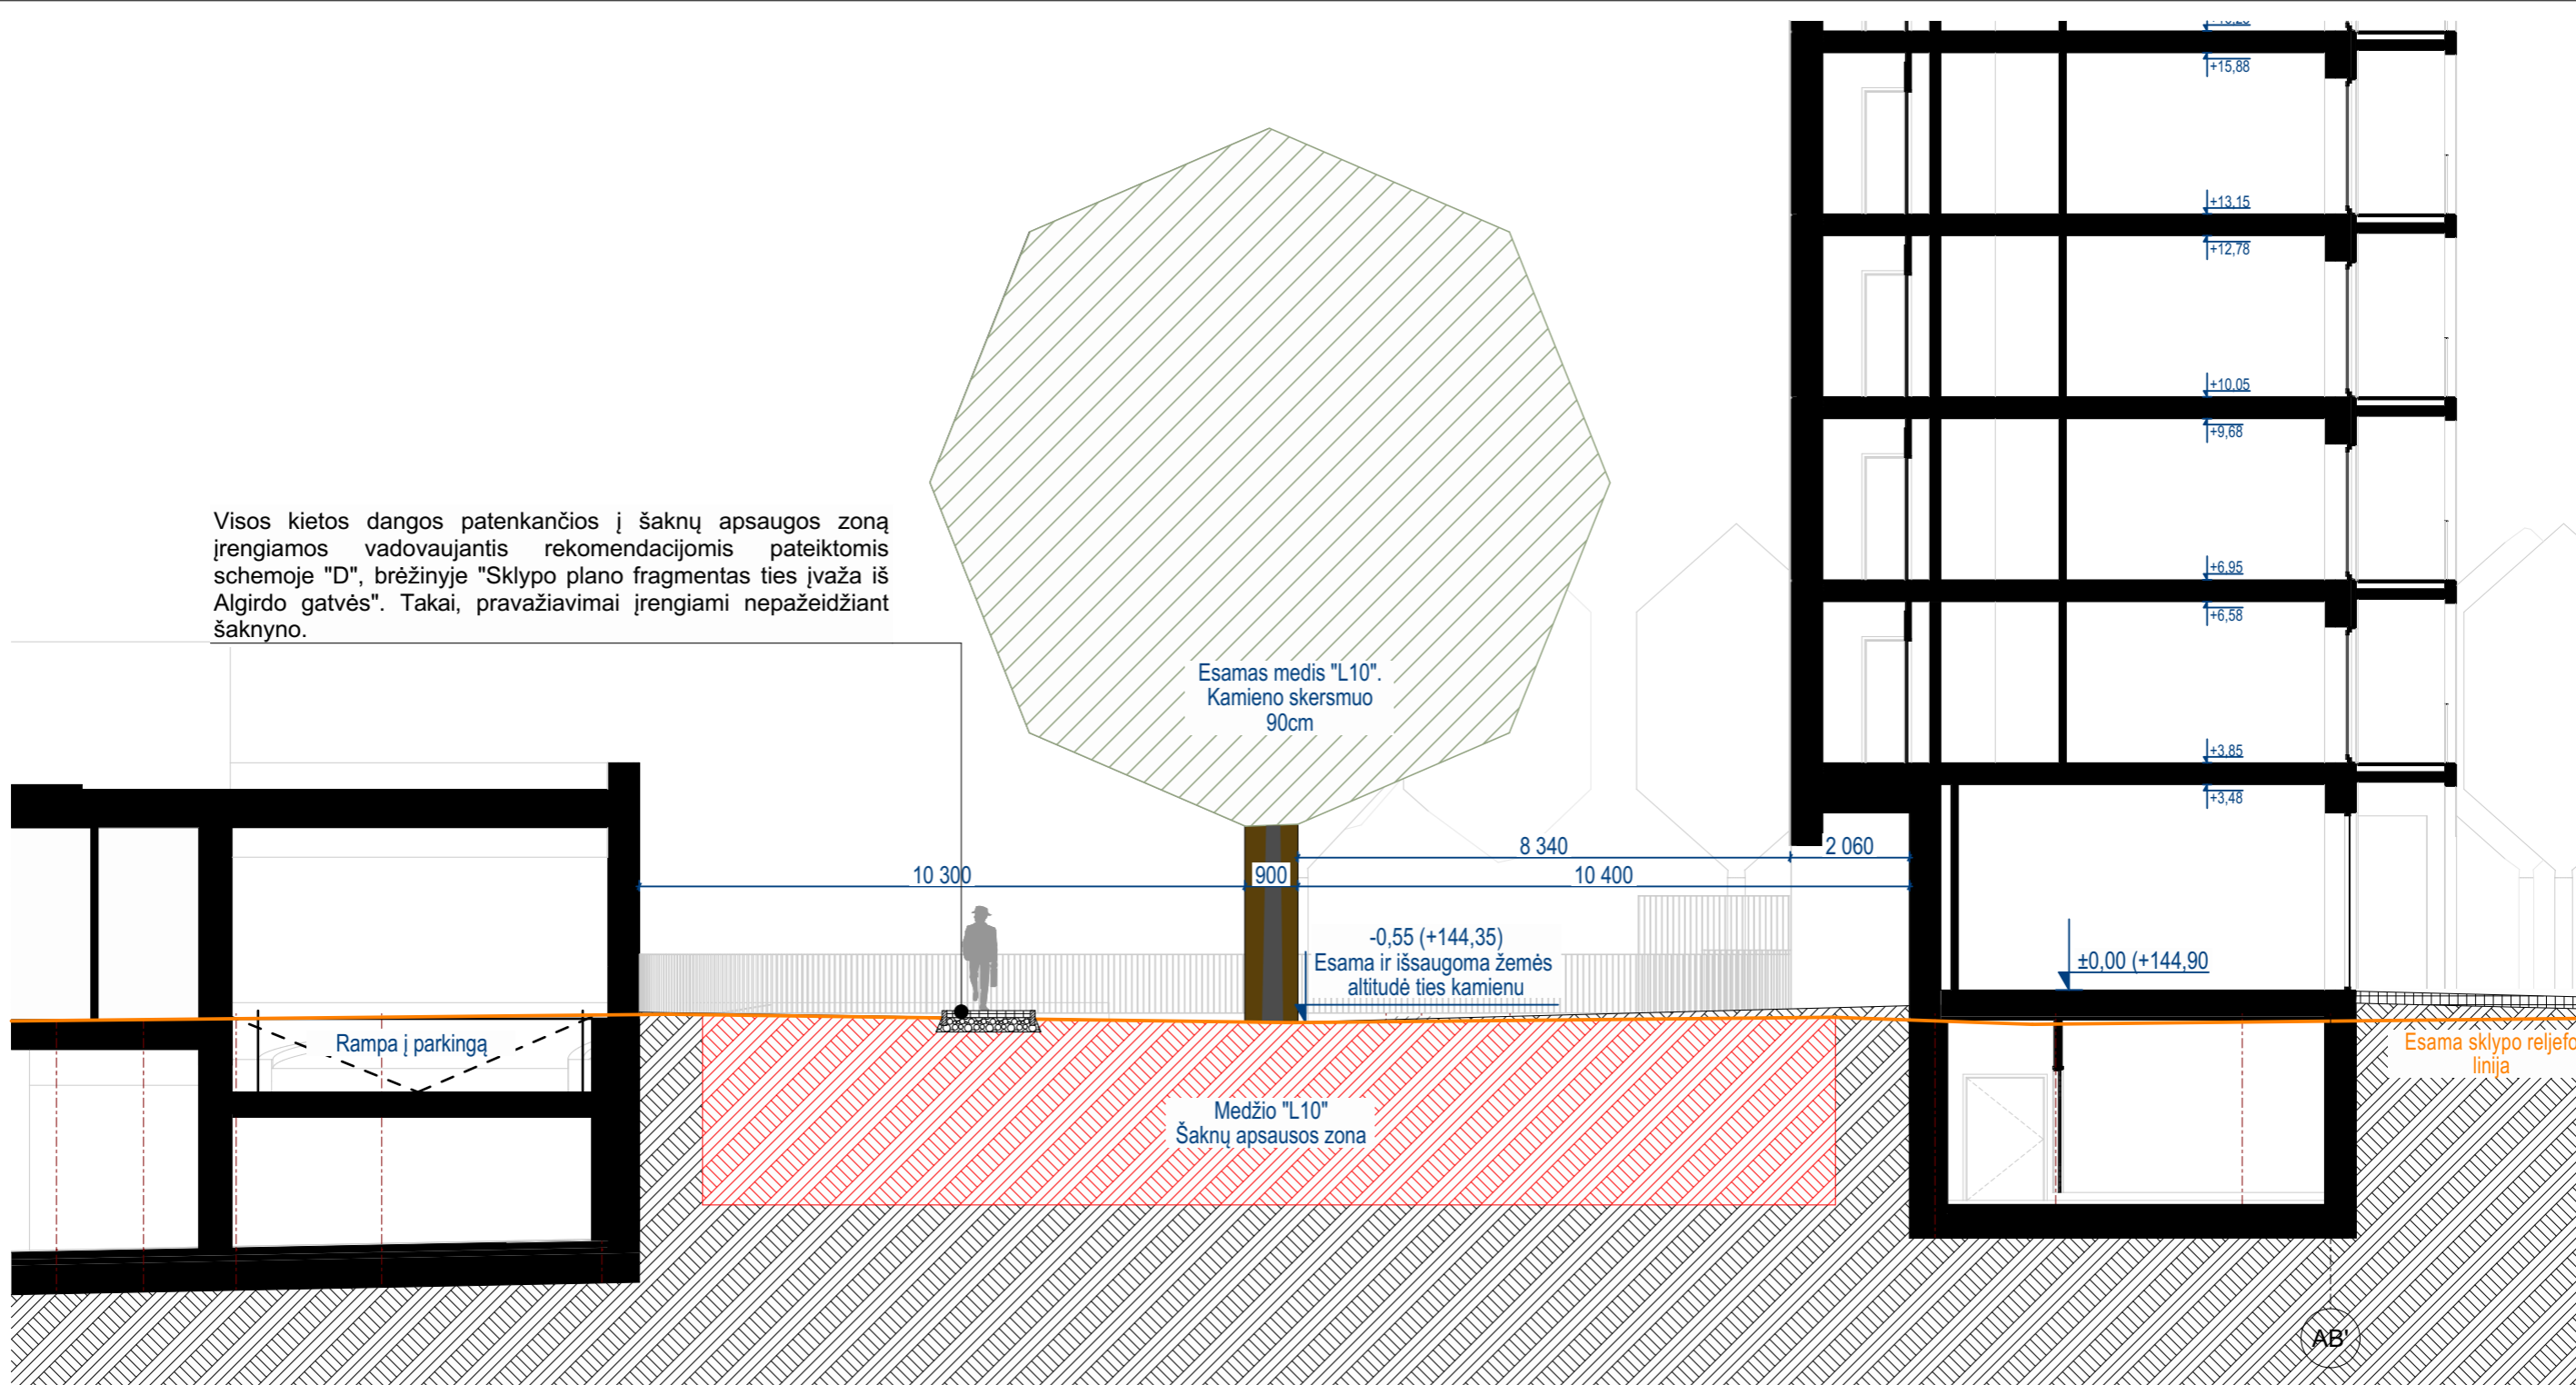 +15,88
+13,15
+12,78
+10,05
+9,68
Visos kietos dangos patenkančios į šaknų apsaugos zoną
įrengiamos vadovaujantis rekomendacijomis pateiktomis
schemoje "D", brėžinyje "Sklypo plano fragmentas ties įvaža iš
Algirdo gatvės". Takai, pravažiavimai įrengiami nepažeidžiant
šaknyno.
+6,95
+6,58
Esamas medis "L10".
Kamieno skersmuo
90cm
+3,85
+3,48
8 340
2 060
10 300
900
10 400
-0,55 (+144,35)
Esama ir išsaugoma žemės
altitudė ties kamienu
±0,00 (+144,90
Rampa į parkingą
Esama sklypo reljefo
linija
Medžio "L10"
Šaknų apsausos zona
AB'